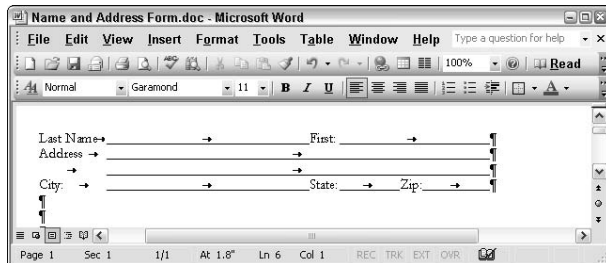 Name and Address Form.doc - Microsoft Word
File Edit View Insert Format Tools Table Window Help Type a question for help
100% Read
Normal Garamond 11 B I U A
Last Name First:
Address
City: State: Zip:
Page 1 Sec 1 1/1 At 1.8" Ln 6 Col 1 REC TRK EXT OVR